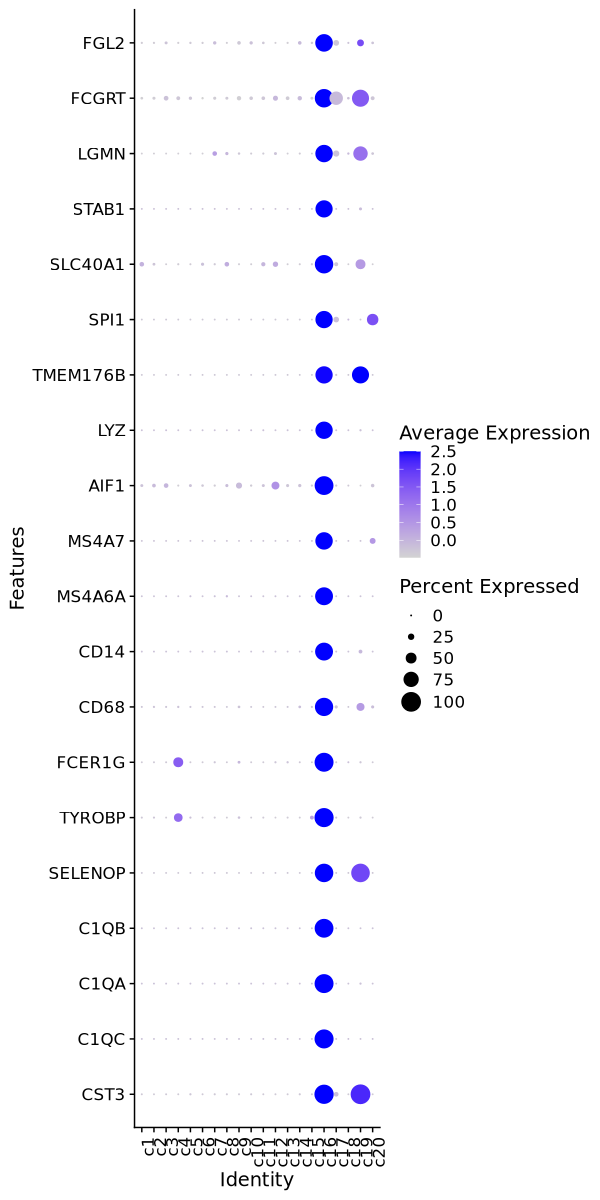 FGL2
FCGRT
LGMN
STAB1
SLC40A1
SPI1
TMEM176B
LYZ
AIF1
MS4A7
MS4A6A
CD14
CD68
FCER1G
TYROBP
SELENOP
C1QB
C1QA
C1QC
CST3
Features
c1
c2
c3
c4
c5
c6
c7
c8
c9
c10
c11
c12
c13
c14
c15
c16
c17
c18
c19
c20
Identity
Average Expression
2.5
2.0
1.5
1.0
0.5
0.0
Percent Expressed
0
25
50
75
100